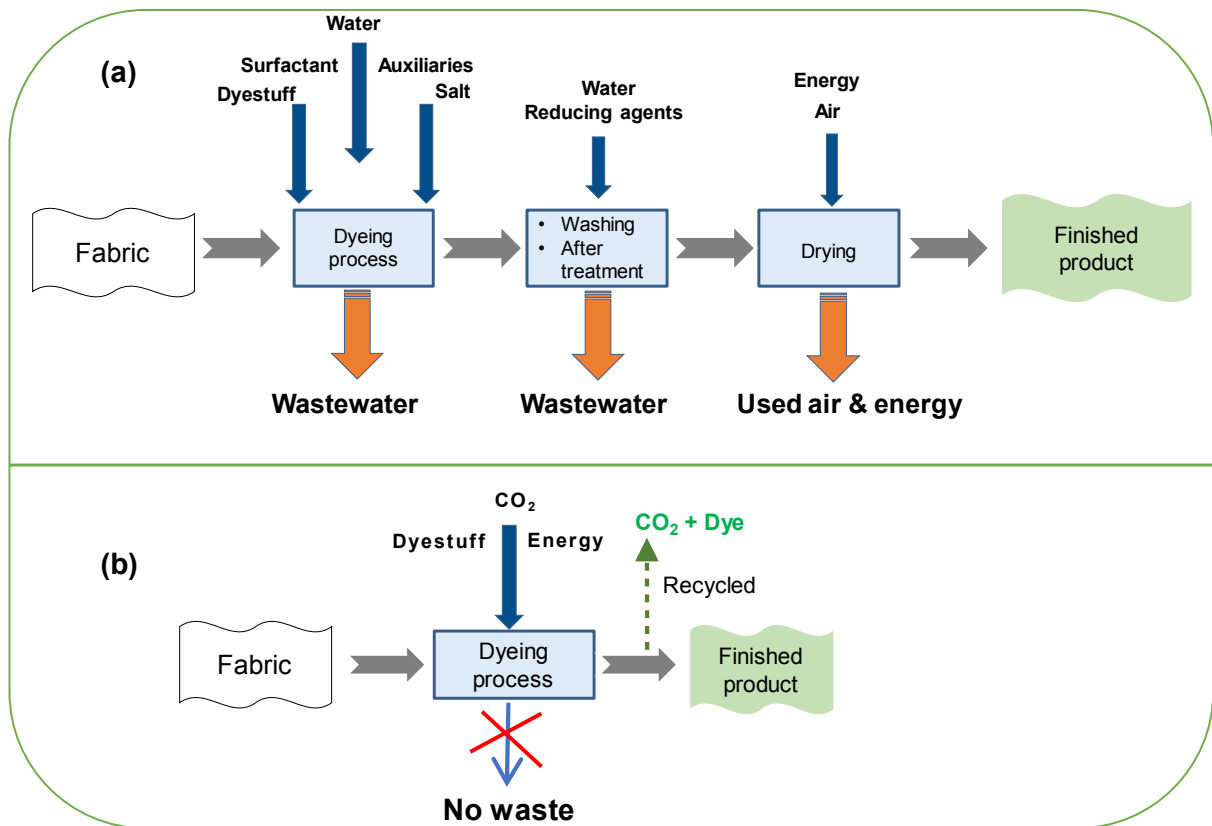 (a)
Water
Surfactant
Auxiliaries
Dyestuff
Salt
Water
Reducing agents
Energy
Air
Fabric
Dyeing
process
• Washing
• After
treatment
Drying
Finished
product
Wastewater
Wastewater
Used air & energy
(b)
CO₂
Dyestuff
Energy
CO₂ + Dye
Recycled
Fabric
Dyeing
process
Finished
product
No waste